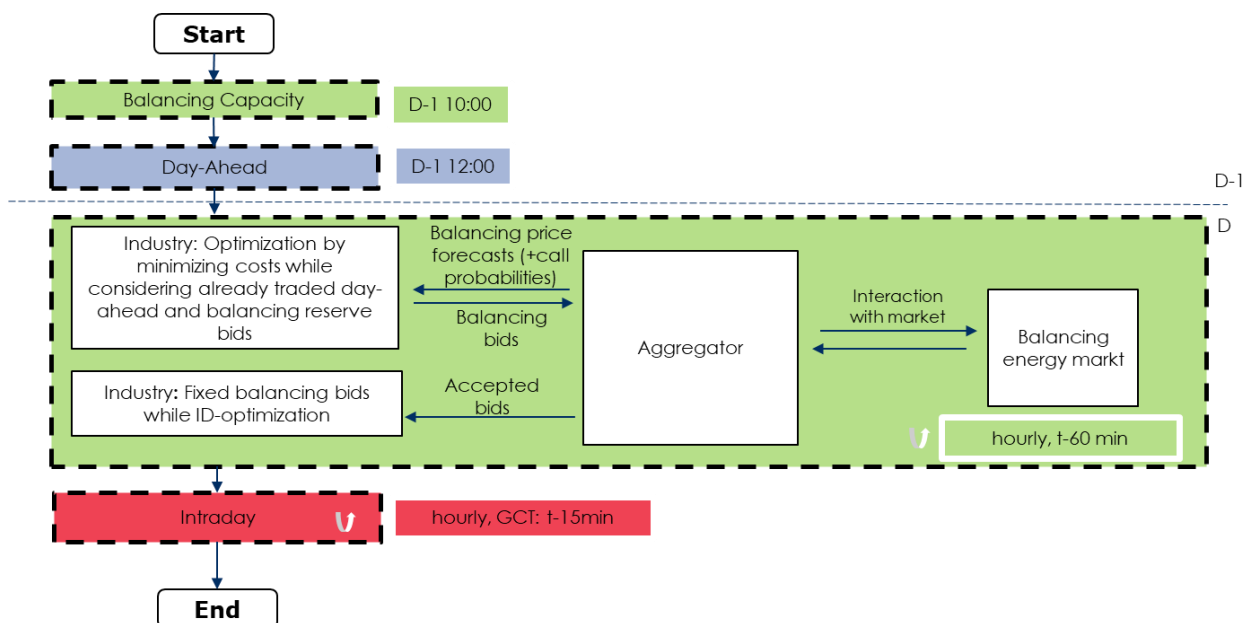 Start
Balancing Capacity
D-1 10:00
Day-Ahead
D-1 12:00
D-1
D
Industry: Optimization by
minimizing costs while
considering already traded day-
ahead and balancing reserve
bids
Balancing price
forecasts (+call
probabilities)
Balancing
bids
Aggregator
Interaction
with market
Balancing
energy markt
Industry: Fixed balancing bids
while ID-optimization
Accepted
bids
hourly, t-60 min
Intraday
hourly, GCT: t-15min
End